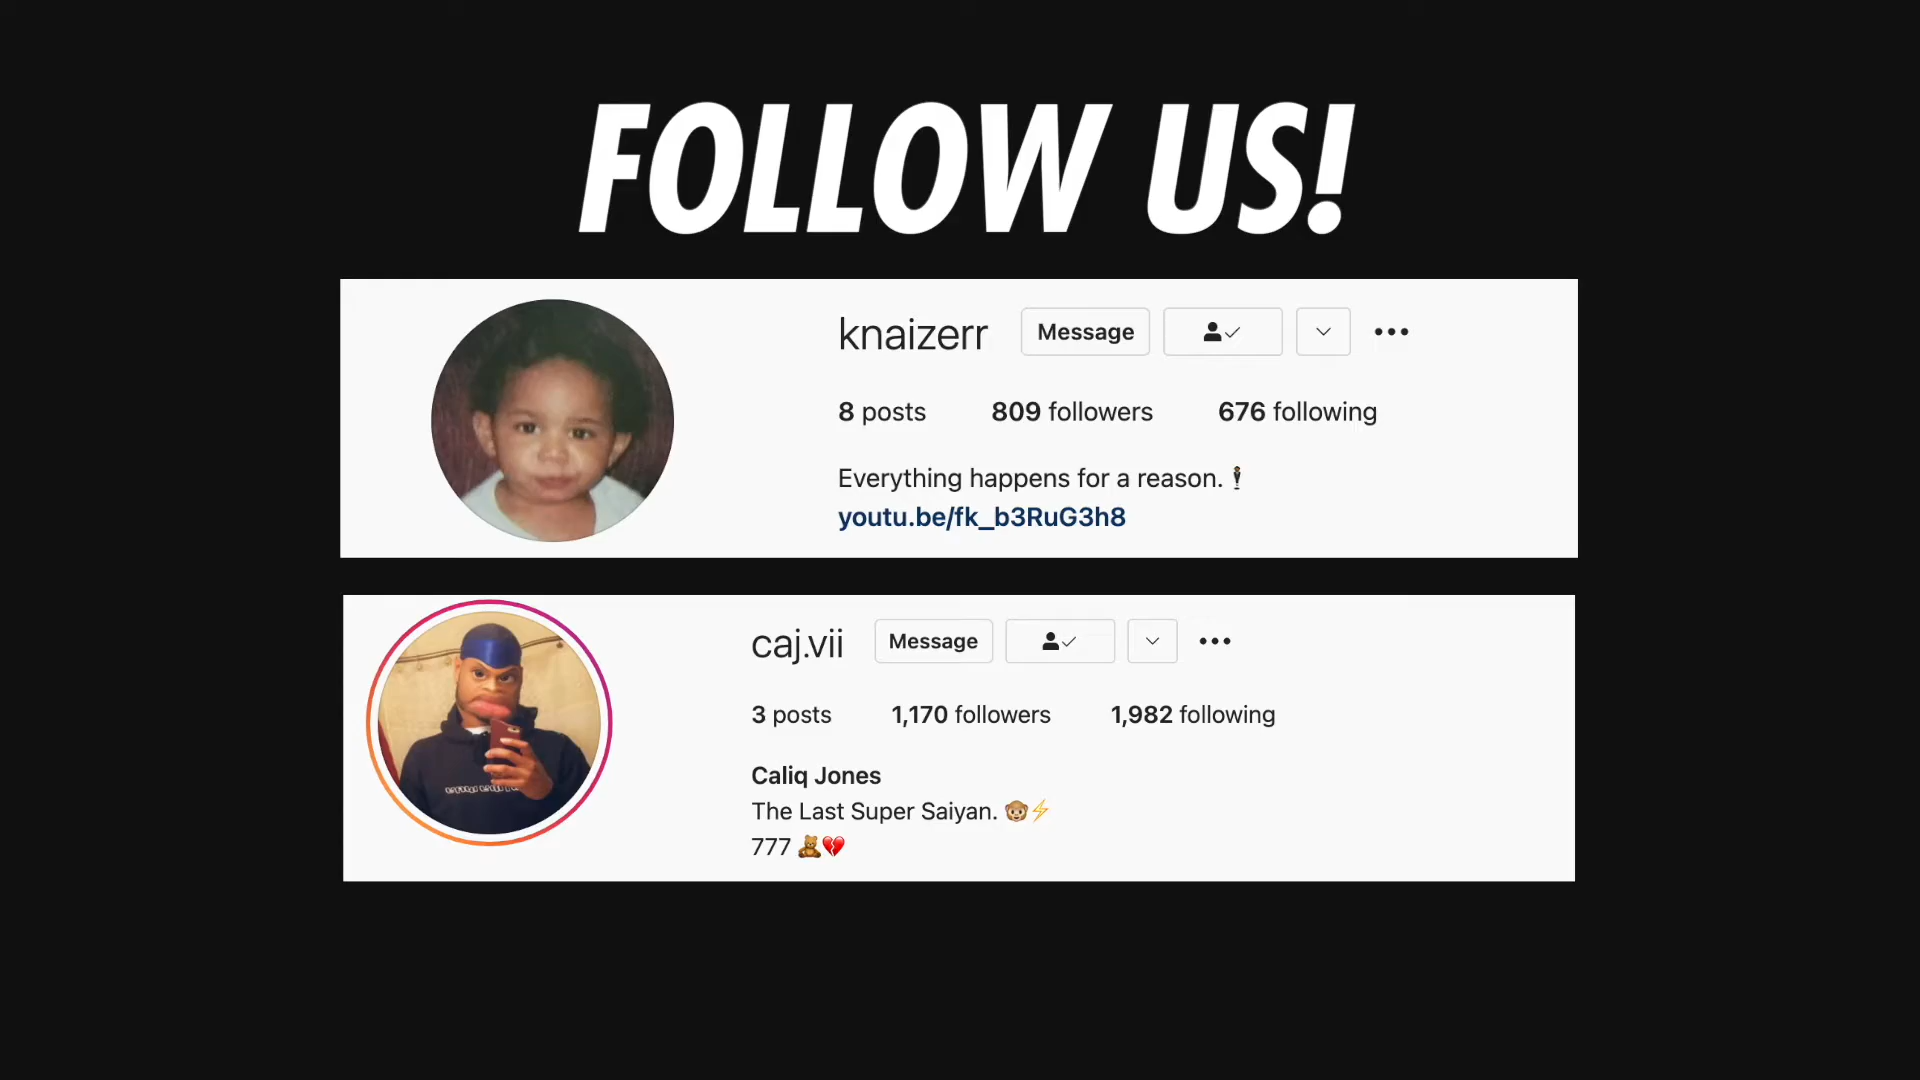 FOLLOW US!
knaizerr Message
8 posts 809 followers 676 following
Everything happens for a reason. 🕴🏾
youtu.be/fk_b3RuG3h8
caj.vii Message
3 posts 1,170 followers 1,982 following
Caliq Jones
The Last Super Saiyan. 🐵⚡
777 🧸💔